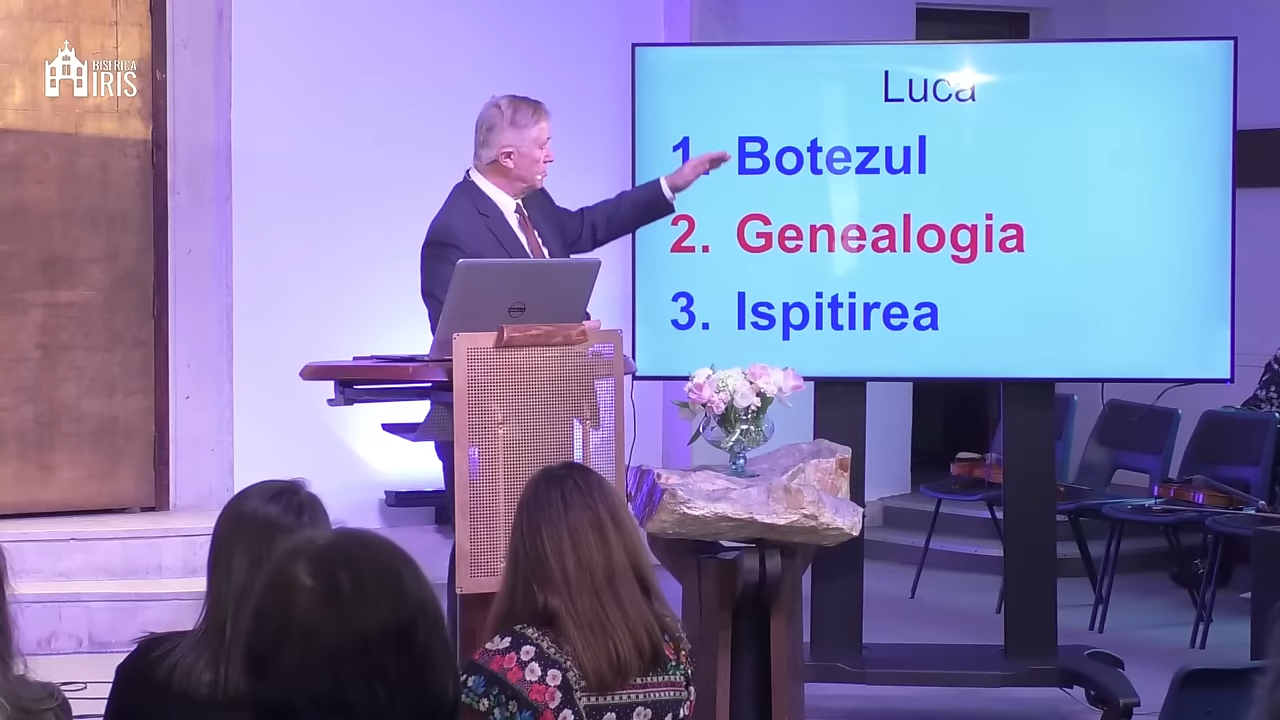 BISERICA
IRIS
Luca
1. Botezul
2. Genealogia
3. Ispitirea